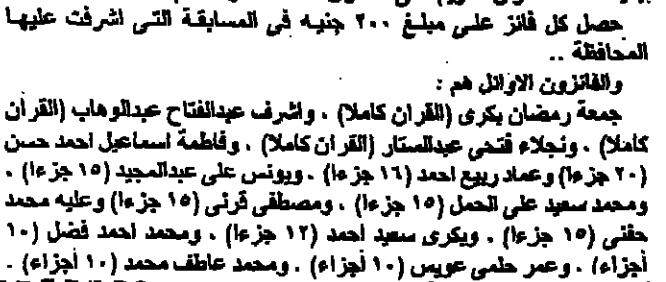 حصل كل فائز على مبلغ ٢٠٠ جنيه فى المسابقة التى اشرفت عليها
المحافظة ..
والفائزون الاوائل هم :
جمعة رمضان بكرى (القران كاملا) ، واشرف عبدالفتاح عبدالوهاب (القران
كاملا) ، ونجلاء فتحى عبدالستار (القران كاملا) ، وفاطمة اسماعيل احمد حسن
(٢٠ جزءا) وعماد ربيع احمد (١٦ جزءا) ، ويونس على عبدالمجيد (١٥ جزءا) ،
ومحمد سعيد على الحمل (١٥ جزءا) ، ومصطفى قرنى (١٥ جزءا) وعليه محمد
حفنى (١٥ جزءا) ، وبكرى سعيد احمد (١٢ جزءا) ، ومحمد احمد فضل (١٠
أجزاء) ، وعمر حلمى عويس (١٠ أجزاء) ، ومحمد عاطف محمد (١٠ أجزاء) .